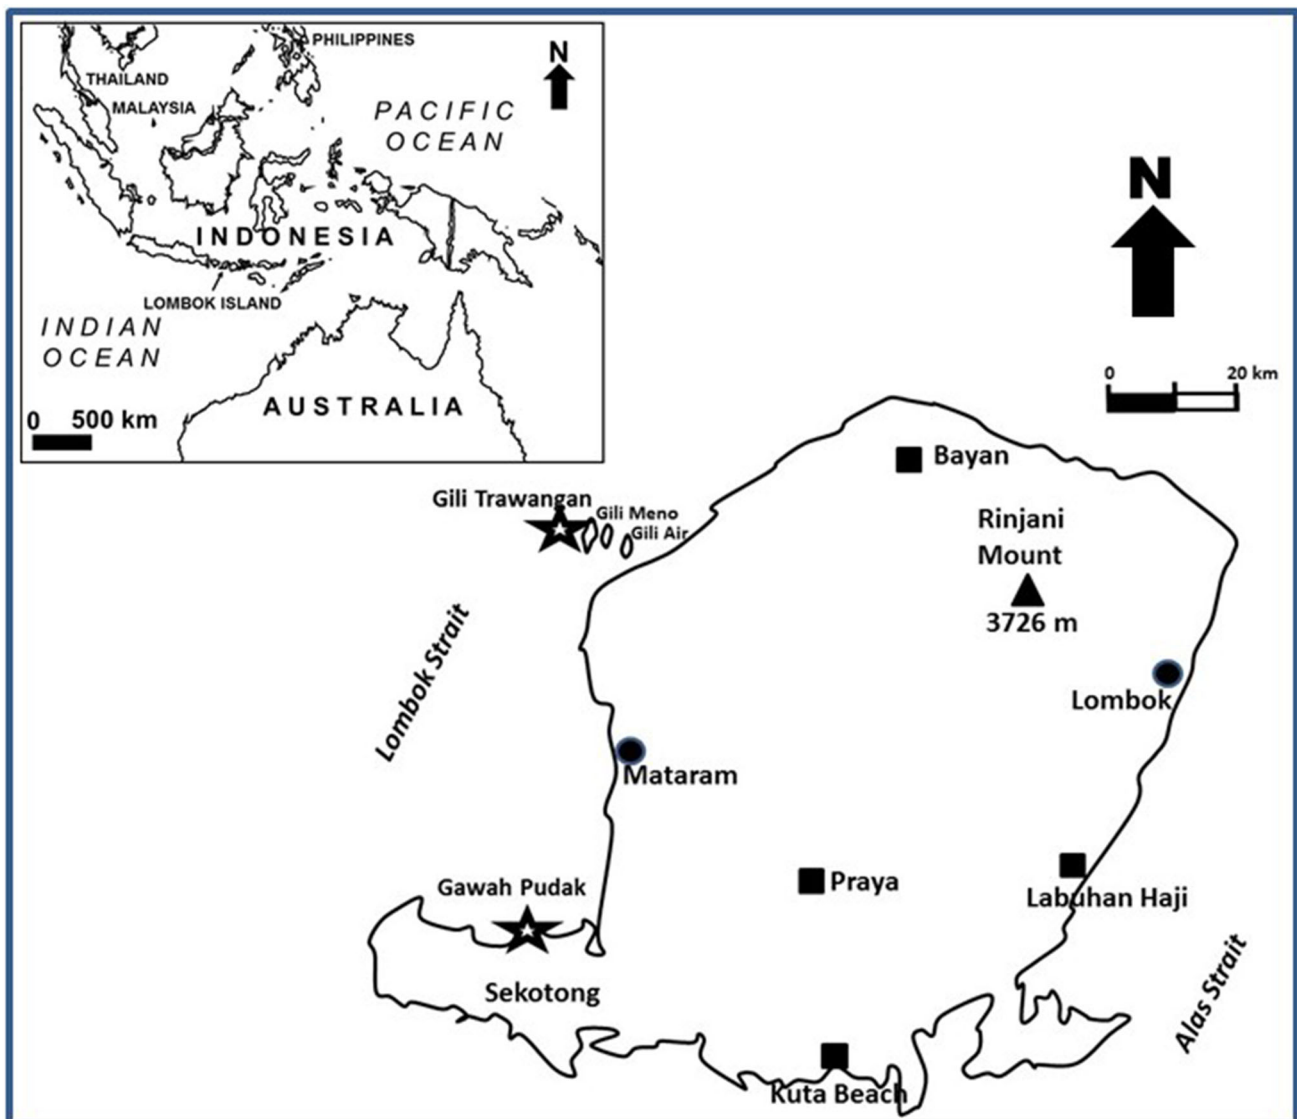 PHILIPPINES
N
THAILAND
MALAYSIA
PACIFIC
OCEAN
INDONESIA
LOMBOK ISLAND
INDIAN
OCEAN
AUSTRALIA
0 500 km
N
0 20 km
Bayan
Gili Trawangan
Gili Meno
Gili Air
Rinjani
Mount
3726 m
Lombok Strait
Lombok
Mataram
Gawah Pudak
Praya
Labuhan Haji
Sekotong
Alas Strait
Kuta Beach